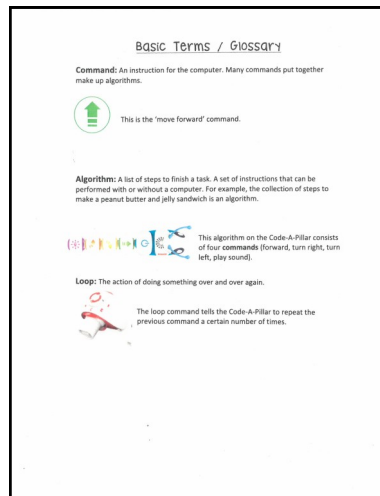 Basic Terms / Glossary
Command: An instruction for the computer. Many commands put together
make up algorithms.
This is the 'move forward' command.
Algorithm: A list of steps to finish a task. A set of instructions that can be
performed with or without a computer. For example, the collection of steps to
make a peanut butter and jelly sandwich is an algorithm.
This algorithm on the Code-A-Pillar consists
of four commands (forward, turn right, turn
left, play sound).
Loop: The action of doing something over and over again.
The loop command tells the Code-A-Pillar to repeat the
previous command a certain number of times.